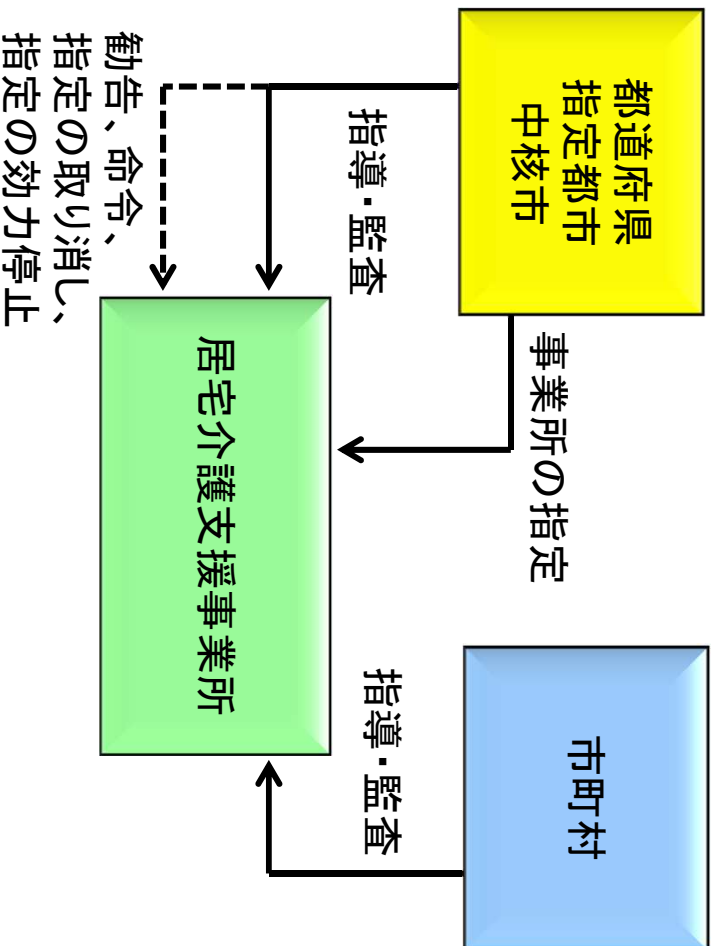 都道府県
指定都市
中核市
市町村
事業所の指定
指導・監査
指導・監査
居宅介護支援事業所
勧告、命令、
指定の取り消し、
指定の効力停止